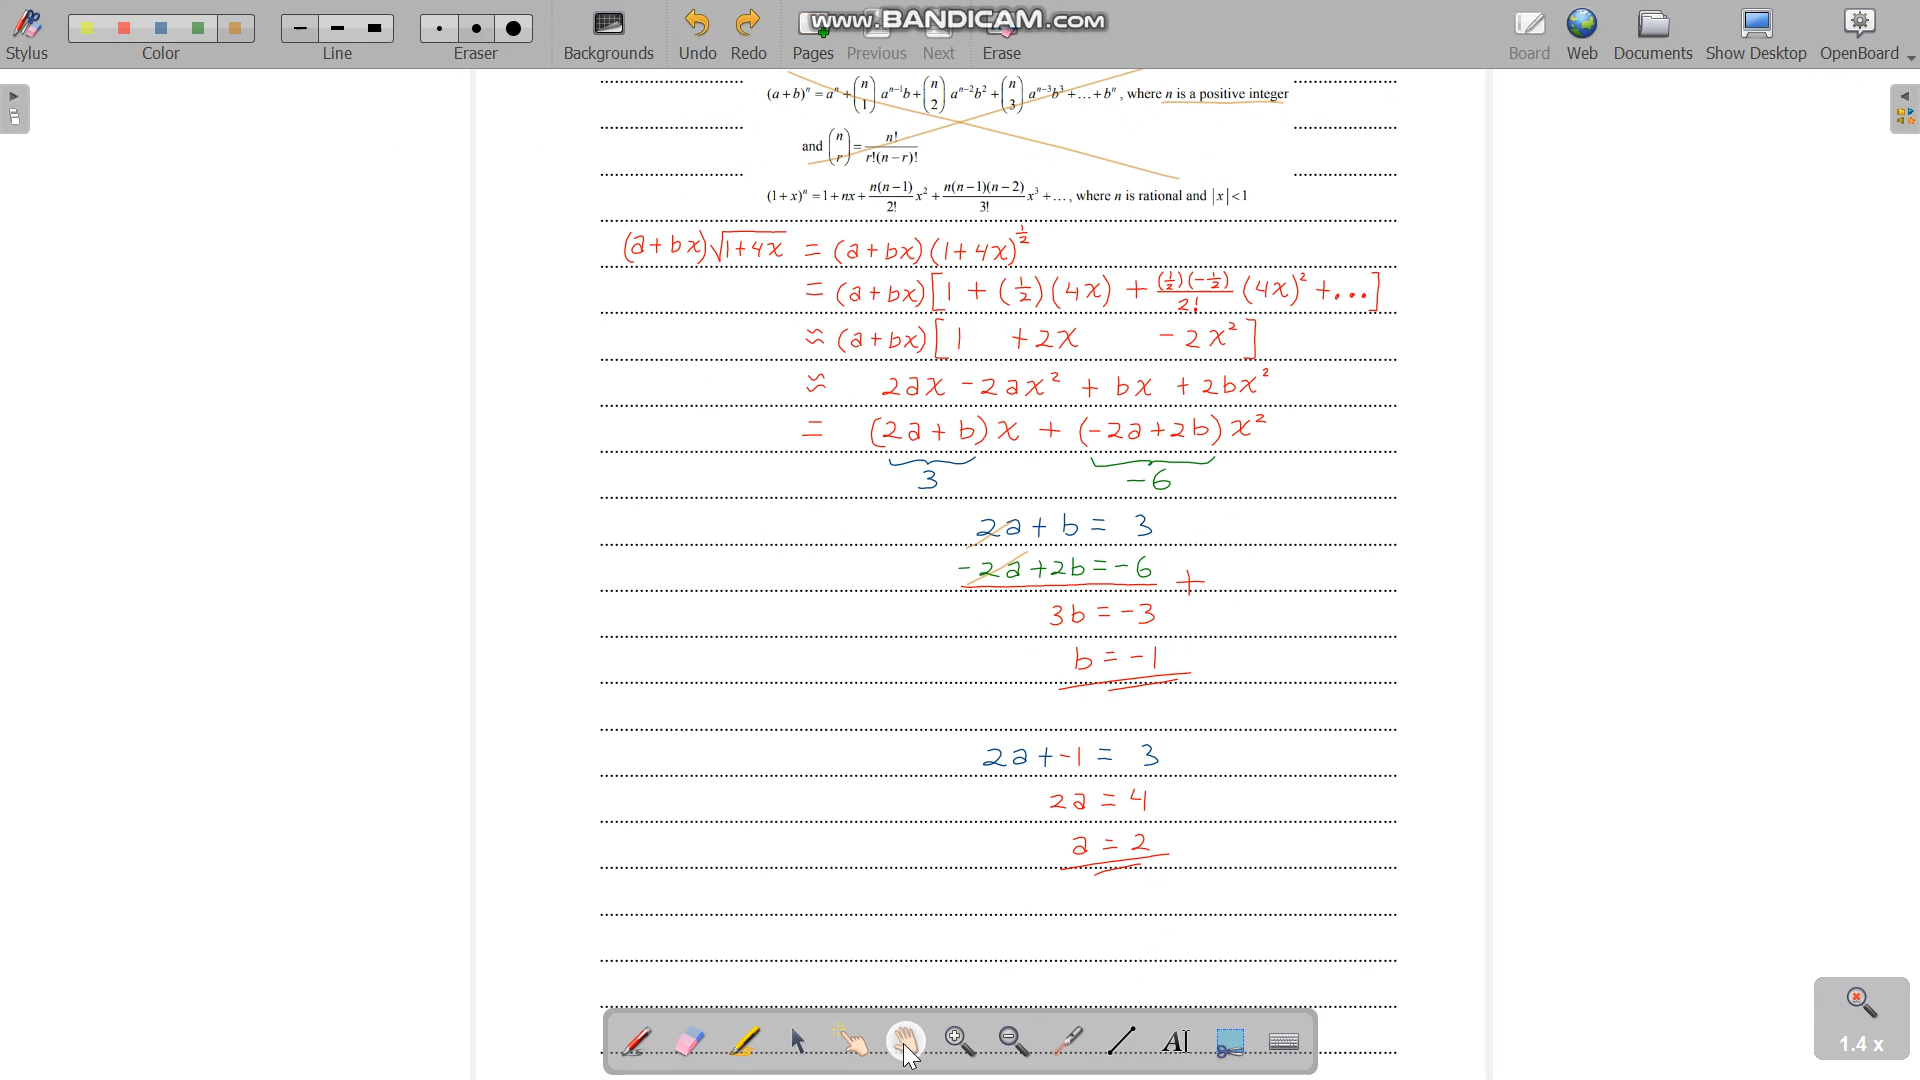 www.BANDICAM.com
Stylus Color Line Eraser Backgrounds Undo Redo Pages Previous Next Erase Board Web Documents Show Desktop OpenBoard
(a+b)ⁿ = aⁿ + (n 1) aⁿ⁻¹b + (n 2) aⁿ⁻²b² + (n 3) aⁿ⁻³b³ + … + bⁿ, where n is a positive integer
and (n r) = n!/(r!(n−r)!)
(1+x)ⁿ = 1 + nx + n(n−1)/2! x² + n(n−1)(n−2)/3! x³ + …, where n is rational and |x| < 1
(a+bx)√(1+4x) = (a+bx)(1+4x)^(1/2)
= (a+bx)[1 + (1/2)(4x) + (1/2)(-1/2)/2! (4x)² + ...]
≈ (a+bx)[1 +2x -2x²]
≈ 2ax - 2ax² + bx + 2bx²
= (2a+b)x + (-2a+2b)x²
3 -6
2a + b = 3
-2a + 2b = -6 +
3b = -3
b = -1
2a + -1 = 3
2a = 4
a = 2
1.4 x